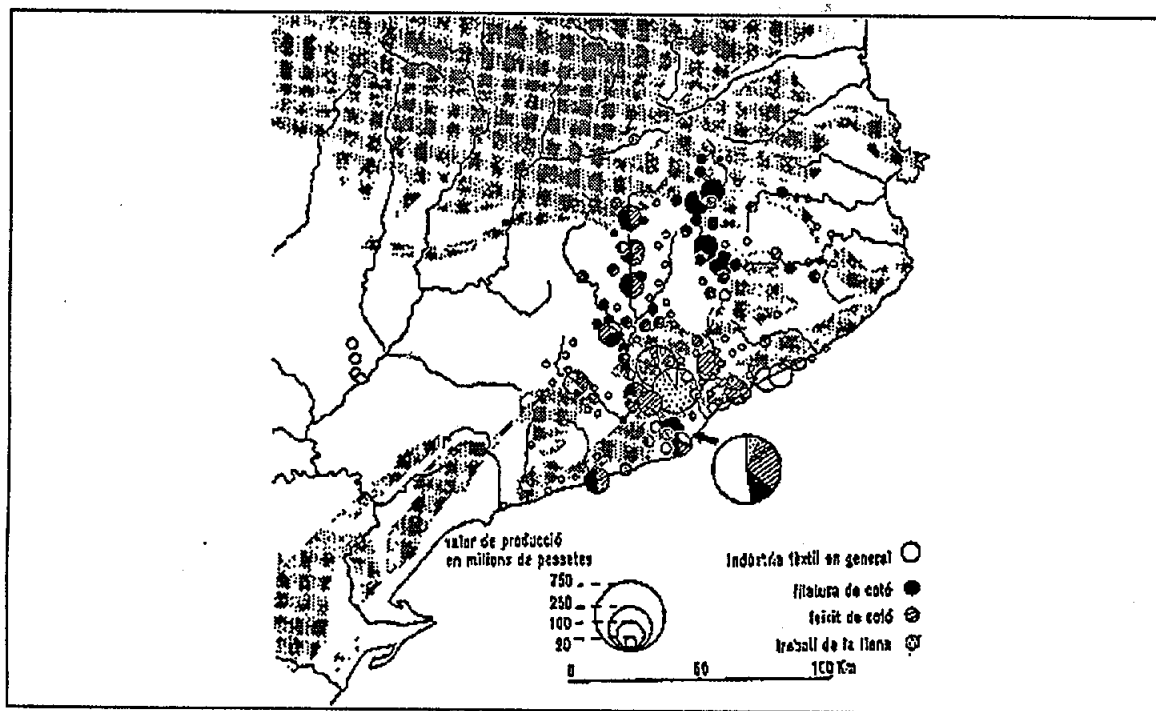 valor de producció
en milions de pessetes
750
250
100
20
Indústria tèxtil en general
filatura de cotó
teixit de cotó
treball de la llana
0 50 100 Km